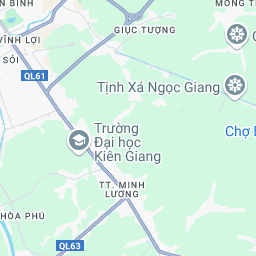 N BÌNH
MONG T
VĨNH LỢI
GIỤC TƯỢNG
SỎI
QL61
Tịnh Xá Ngọc Giang
Trường
Đại học
Kiên Giang
Chợ
TT. MINH
LƯƠNG
HÒA PHÚ
QL63